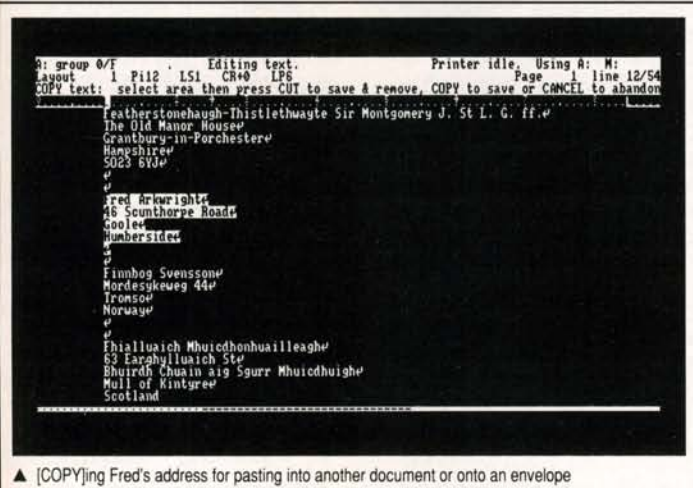 A: group 0/F . Editing text. Printer idle. Using A: M:
Layout 1 Pi12 LS1 CR+0 LP6 Page 1 line 12/54
COPY text: select area then press CUT to save & remove, COPY to save or CANCEL to abandon
Featherstonehaugh-Thistlethwayte Sir Montgomery J. St L. G. ff.↵
The Old Manor House↵
Grantbury-in-Porchester↵
Hampshire↵
SO23 6YJ↵
↵
↵
Fred Arkwright↵
46 Scunthorpe Road↵
Goole↵
Humberside↵
↵
↵
Finnbog Svensson↵
Mordesykeweg 44↵
Tromso↵
Norway↵
↵
↵
Fhialluaich Mhuicdhonhuailleagh↵
63 Earghylluaich St↵
Bhuirdh Chuain aig Sgurr Mhuicdhuigh↵
Mull of Kintyre↵
Scotland
▲ [COPY]ing Fred's address for pasting into another document or onto an envelope